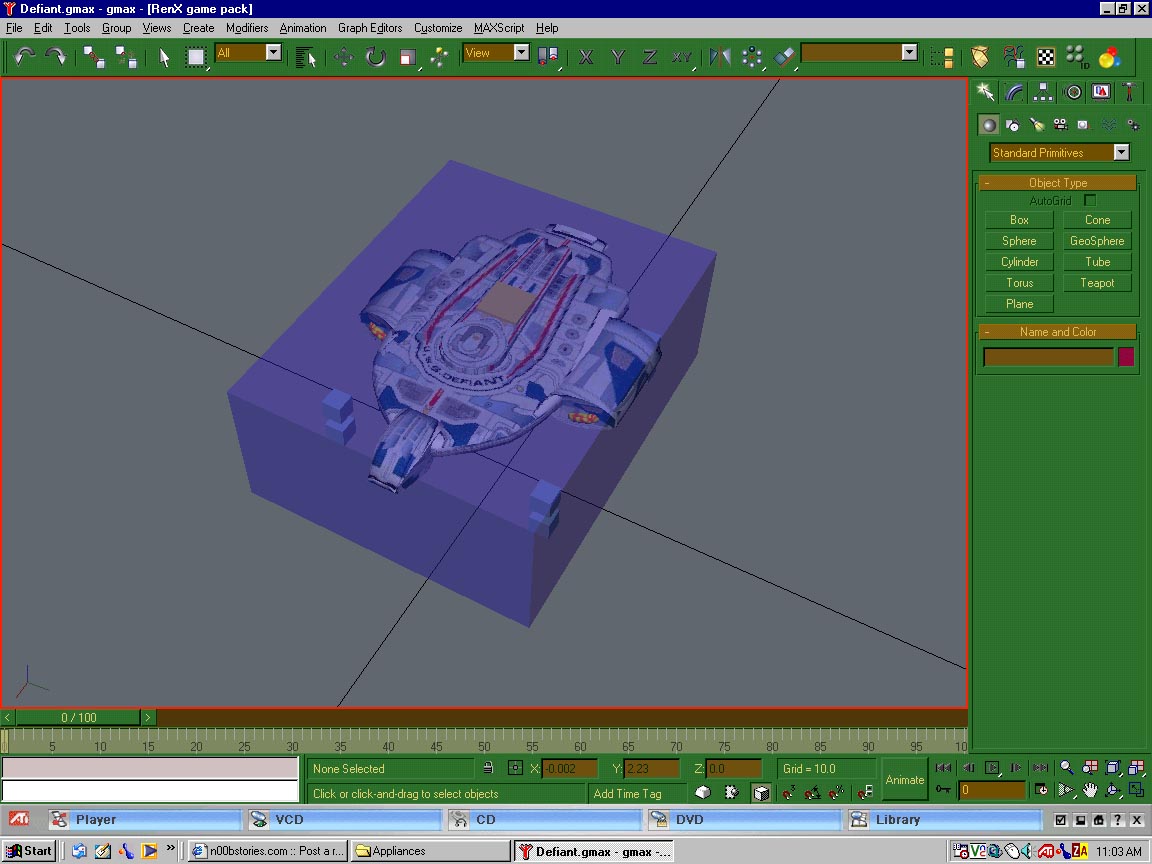 Defiant.gmax - gmax - [RenX game pack]
File Edit Tools Group Views Create Modifiers Animation Graph Editors Customize MAXScript Help
All View X Y Z XY ID
Standard Primitives
- Object Type
AutoGrid
Box Cone
Sphere GeoSphere
Cylinder Tube
Torus Teapot
Plane
- Name and Color
U.S.S. DEFIANT
< 0 / 100 >
5 10 15 20 25 30 35 40 45 50 55 60 65 70 75 80 85 90 95 10
None Selected X: -0.002 Y: 2.23 Z: 0.0 Grid = 10.0 Animate
Click or click-and-drag to select objects Add Time Tag 0
ATI Player VCD CD DVD Library ? X
Start » n00bstories.com :: Post a r... Appliances Defiant.gmax - gmax -... ATI ZA 11:03 AM